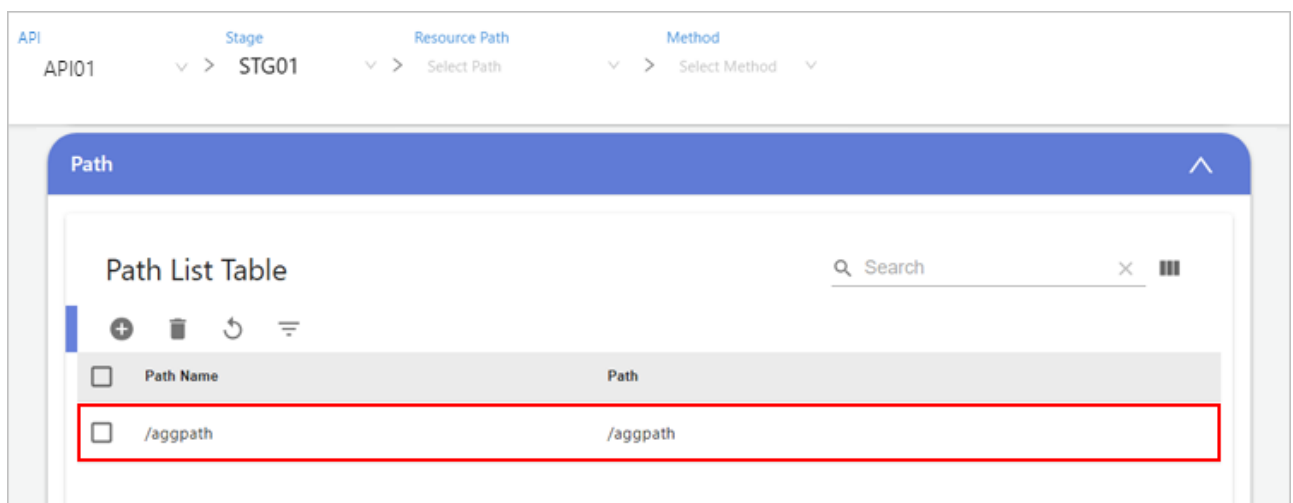 API Stage Resource Path Method
API01 > STG01 > Select Path > Select Method
Path
Path List Table
Search
Path Name Path
/aggpath /aggpath